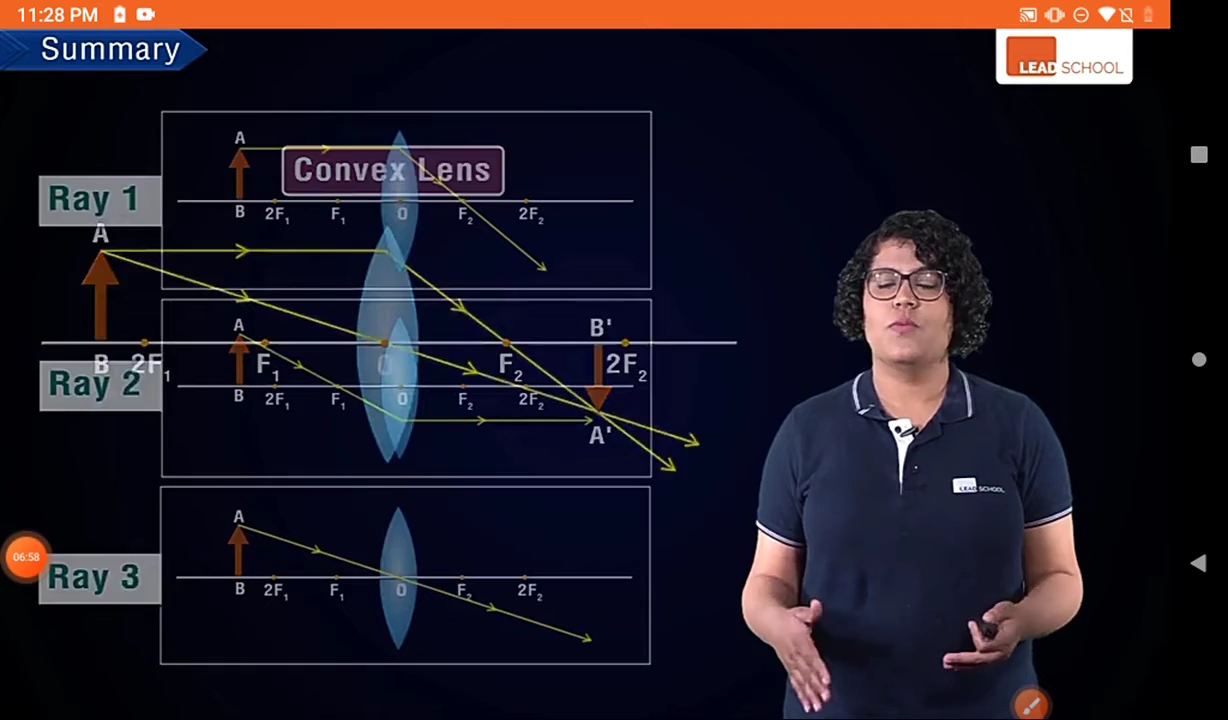 11:28 PM
Summary
LEAD SCHOOL
Convex Lens
Ray 1
A
B 2F₁ F₁ O F₂ 2F₂
A
B 2F₁ F₁ O F₂ 2F₂
B'
A'
Ray 2
A
B 2F₁ F₁ O F₂ 2F₂
LEAD SCHOOL
Ray 3
A
B 2F₁ F₁ O F₂ 2F₂
06:58